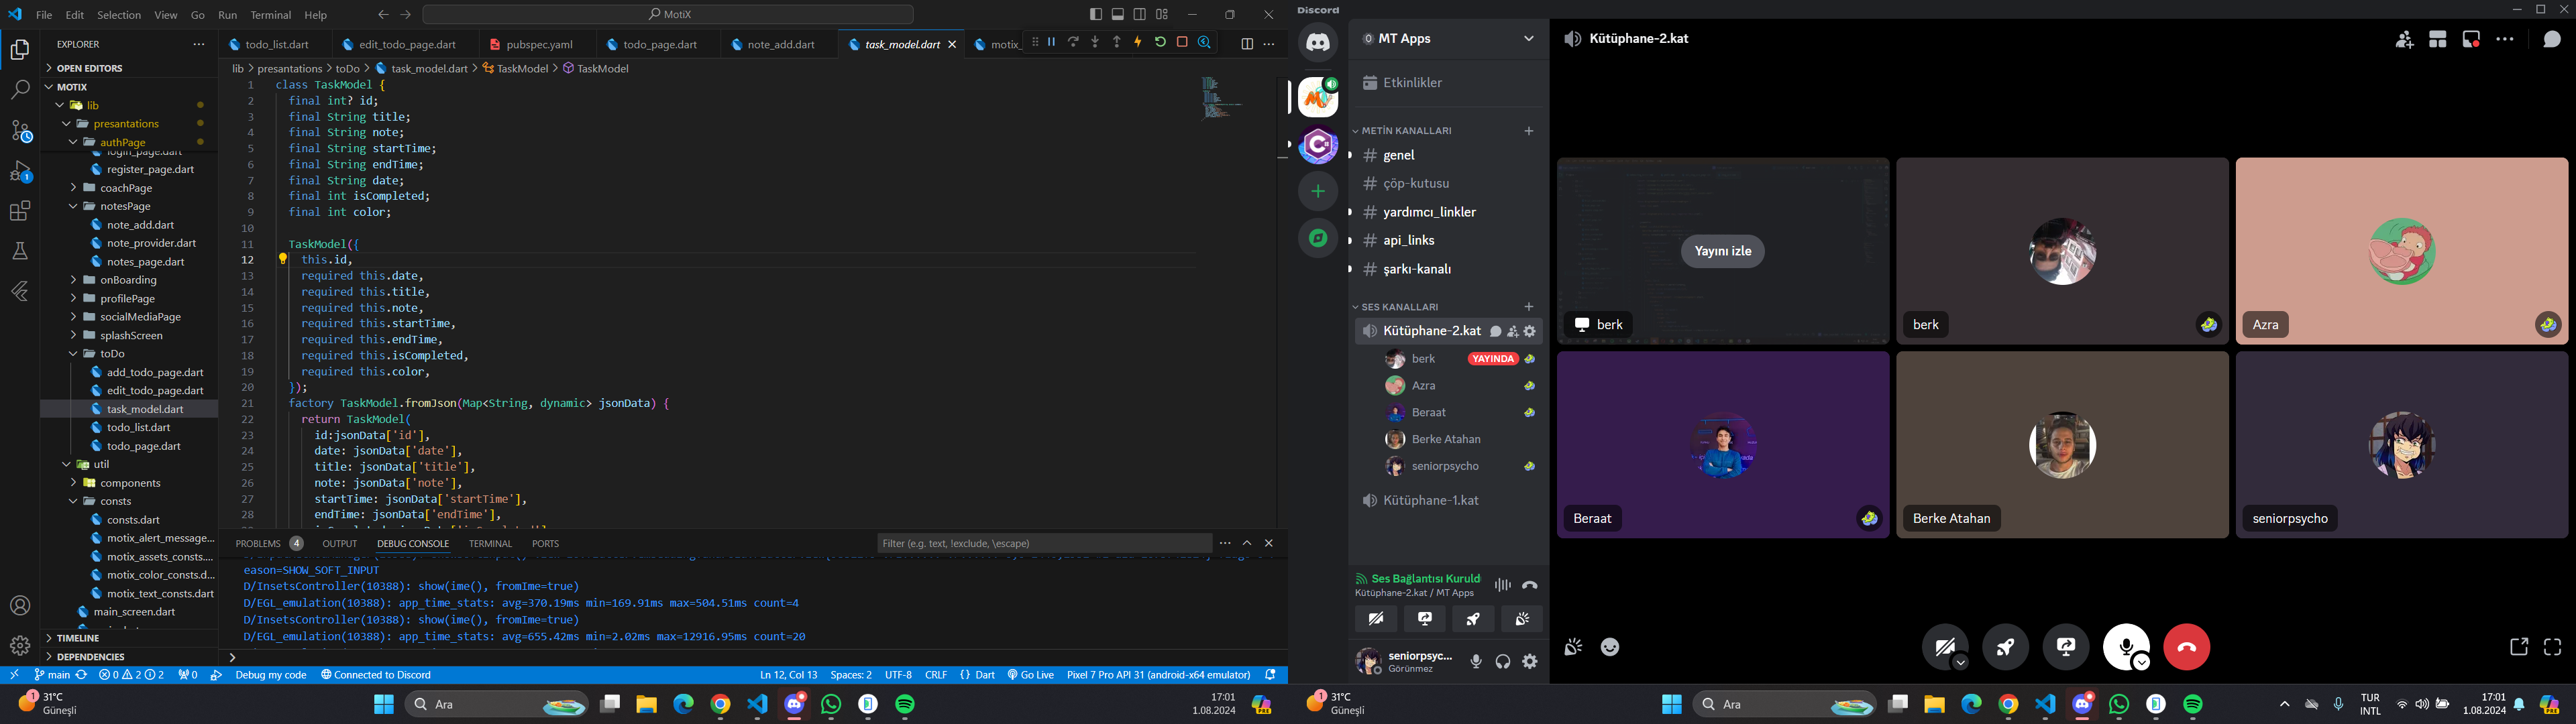 File Edit Selection View Go Run Terminal Help
MotiX
EXPLORER
OPEN EDITORS
MOTIX
lib
presantations
authPage
login_page.dart
register_page.dart
coachPage
notesPage
note_add.dart
note_provider.dart
notes_page.dart
onBoarding
profilePage
socialMediaPage
splashScreen
toDo
add_todo_page.dart
edit_todo_page.dart
task_model.dart
todo_list.dart
todo_page.dart
util
components
consts
consts.dart
motix_alert_message...
motix_assets_consts....
motix_color_consts.d...
motix_text_consts.dart
main_screen.dart
TIMELINE
DEPENDENCIES
todo_list.dart edit_todo_page.dart pubspec.yaml todo_page.dart note_add.dart task_model.dart motix_
lib > presantations > toDo > task_model.dart > TaskModel > TaskModel
1 class TaskModel {
2 final int? id;
3 final String title;
4 final String note;
5 final String startTime;
6 final String endTime;
7 final String date;
8 final int isCompleted;
9 final int color;
10
11 TaskModel({
12 this.id,
13 required this.date,
14 required this.title,
15 required this.note,
16 required this.startTime,
17 required this.endTime,
18 required this.isCompleted,
19 required this.color,
20 });
21 factory TaskModel.fromJson(Map<String, dynamic> jsonData) {
22 return TaskModel(
23 id:jsonData['id'],
24 date: jsonData['date'],
25 title: jsonData['title'],
26 note: jsonData['note'],
27 startTime: jsonData['startTime'],
28 endTime: jsonData['endTime'],
PROBLEMS 4 OUTPUT DEBUG CONSOLE TERMINAL PORTS
Filter (e.g. text, !exclude, \escape)
eason=SHOW_SOFT_INPUT
D/InsetsController(10388): show(ime(), fromIme=true)
D/EGL_emulation(10388): app_time_stats: avg=370.19ms min=169.91ms max=504.51ms count=4
D/InsetsController(10388): show(ime(), fromIme=true)
D/EGL_emulation(10388): app_time_stats: avg=655.42ms min=2.02ms max=12916.95ms count=20
main 0 2 2 0 Debug my code Connected to Discord
Ln 12, Col 13 Spaces: 2 UTF-8 CRLF {} Dart Go Live Pixel 7 Pro API 31 (android-x64 emulator)
1 31°C
Güneşli
Ara
17:01
1.08.2024
Discord
MT Apps
Etkinlikler
METİN KANALLARI
genel
çöp-kutusu
yardımcı_linkler
api_links
şarkı-kanalı
SES KANALLARI
Kütüphane-2.kat
berk YAYINDA
Azra
Beraat
Berke Atahan
seniorpsycho
Kütüphane-1.kat
Ses Bağlantısı Kuruld
Kütüphane-2.kat / MT Apps
seniorpsyc...
Görünmez
Kütüphane-2.kat
Yayını izle
berk
berk
Azra
Beraat
Berke Atahan
seniorpsycho
1 31°C
Güneşli
Ara
TUR
INTL
17:01
1.08.2024